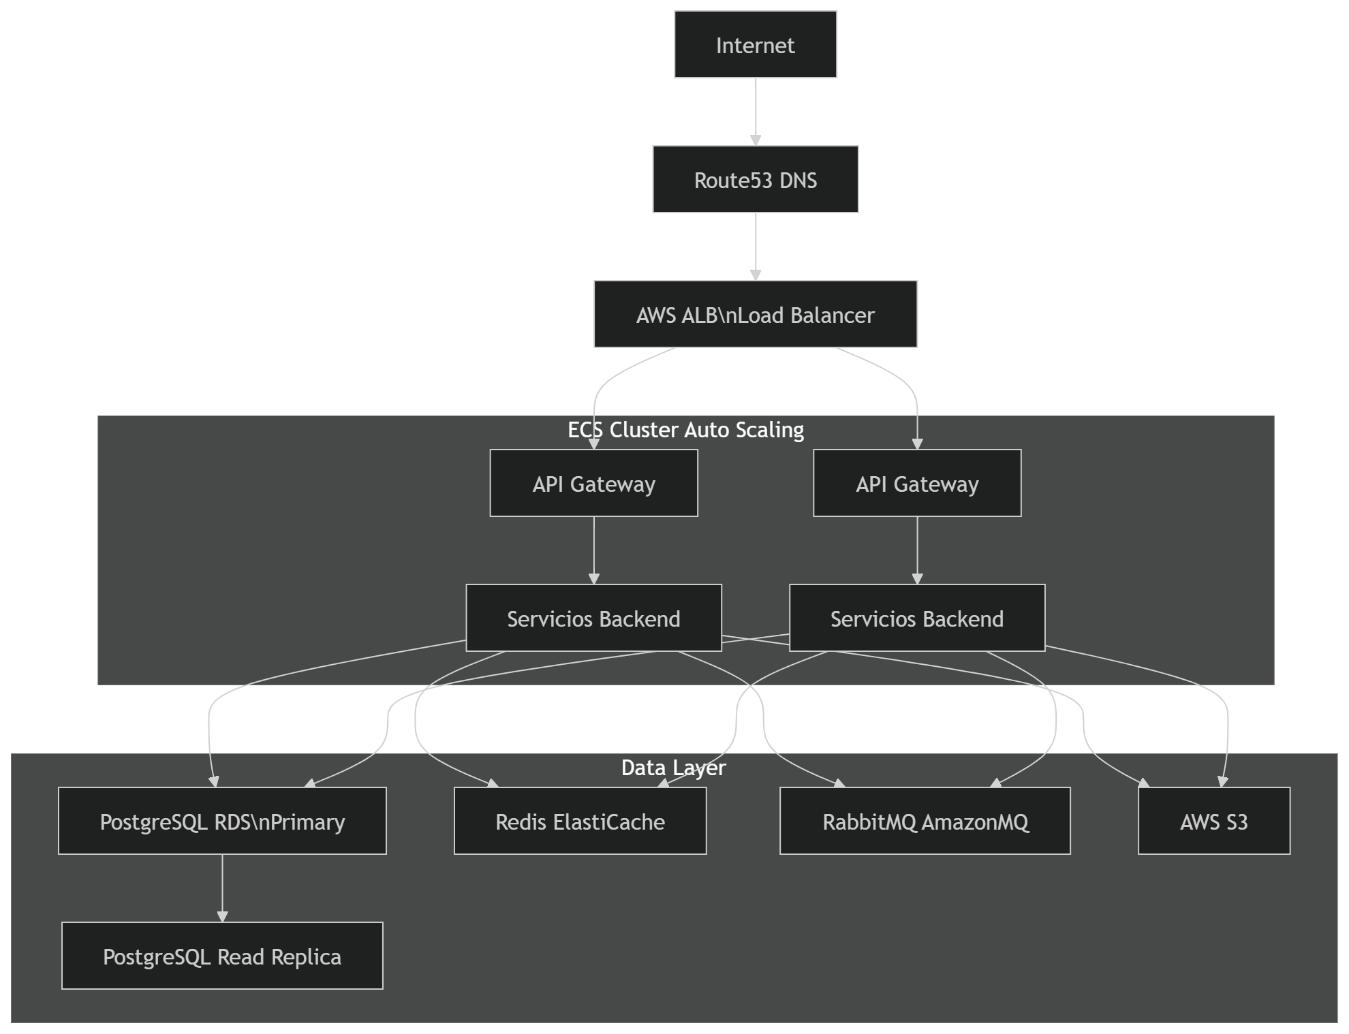 Internet
Route53 DNS
AWS ALB\nLoad Balancer
ECS Cluster Auto Scaling
API Gateway
API Gateway
Servicios Backend
Servicios Backend
Data Layer
PostgreSQL RDS\nPrimary
Redis ElastiCache
RabbitMQ AmazonMQ
AWS S3
PostgreSQL Read Replica